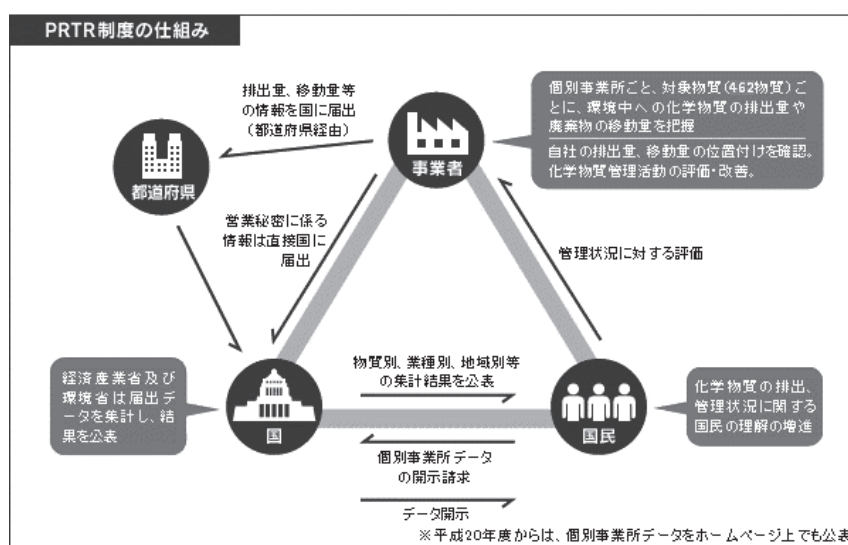 PRTR制度の仕組み
排出量、移動量等
の情報を国に届出
(都道府県経由)
個別事業所ごと、対象物質(462物質)ご
とに、環境中への化学物質の排出量や
廃棄物の移動量を把握
自社の排出量、移動量の位置付けを確認。
化学物質管理活動の評価・改善。
事業者
都道府県
営業秘密に係る
情報は直接国に
届出
管理状況に対する評価
経済産業省及び
環境省は届出デ
ータを集計し、結
果を公表
物質別、業種別、地域別等
の集計結果を公表
化学物質の排出、
管理状況に関する
国民の理解の増進
国
国民
個別事業所データ
の開示請求
データ開示
※平成20年度からは、個別事業所データをホームページ上でも公表